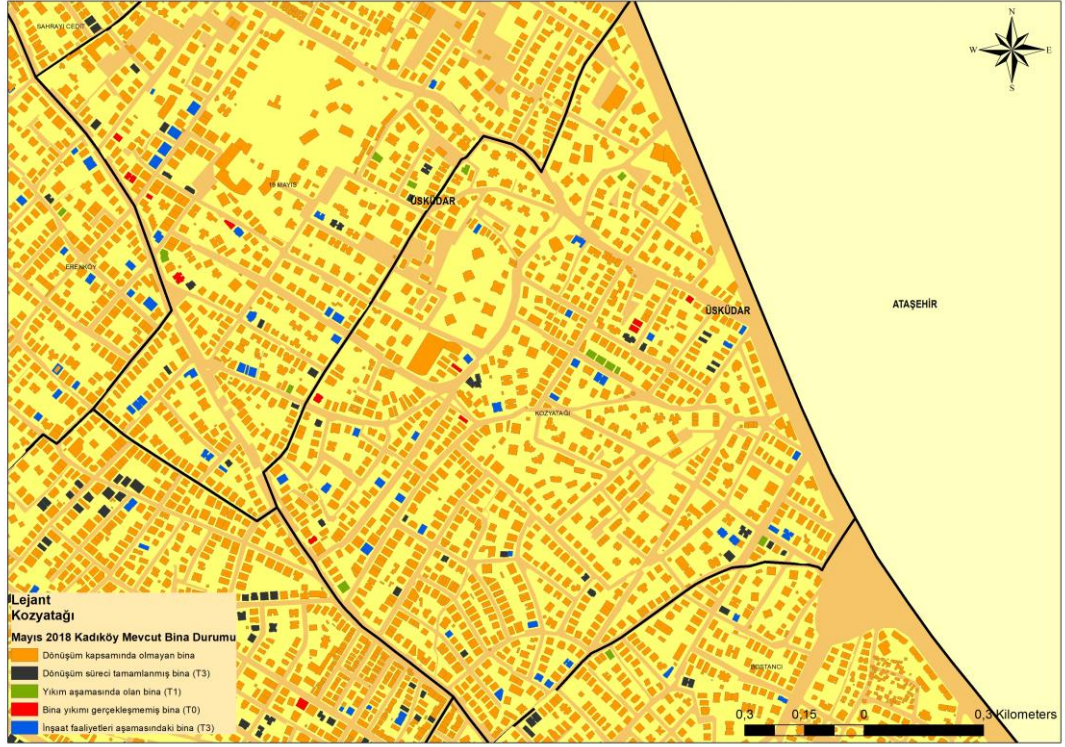 SAHRAYI CEDİT
N
W
E
S
19 MAYIS
ÜSKÜDAR
ERENKÖY
ÜSKÜDAR
ATAŞEHİR
KOZYATAĞI
BOSTANCI
Lejant
Kozyatağı
Mayıs 2018 Kadıköy Mevcut Bina Durumu
Dönüşüm kapsamında olmayan bina
Dönüşüm süreci tamamlanmış bina (T3)
Yıkım aşamasında olan bina (T1)
Bina yıkımı gerçekleşmemiş bina (T0)
İnşaat faaliyetleri aşamasındaki bina (T3)
0,3 0,15 0 0,3 Kilometers